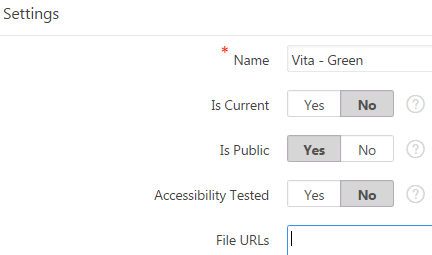 Settings
* Name Vita - Green
Is Current Yes No ?
Is Public Yes No ?
Accessibility Tested Yes No ?
File URLs